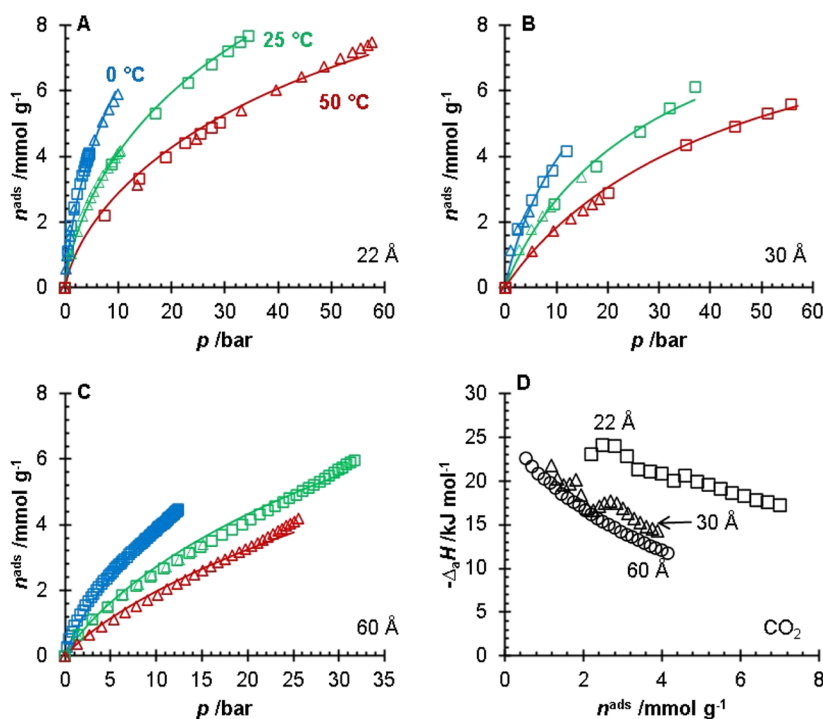 A
8
6
4
2
0
0 °C
25 °C
50 °C
22 Å
nᵃᵈˢ /mmol g⁻¹
0 10 20 30 40 50 60
p /bar
B
8
6
4
2
0
30 Å
nᵃᵈˢ /mmol g⁻¹
0 10 20 30 40 50 60
p /bar
C
8
6
4
2
0
60 Å
nᵃᵈˢ /mmol g⁻¹
0 5 10 15 20 25 30 35
p /bar
D
30
25
20
15
10
5
0
22 Å
30 Å
60 Å
CO₂
-ΔₐH /kJ mol⁻¹
0 2 4 6 8
nᵃᵈˢ /mmol g⁻¹